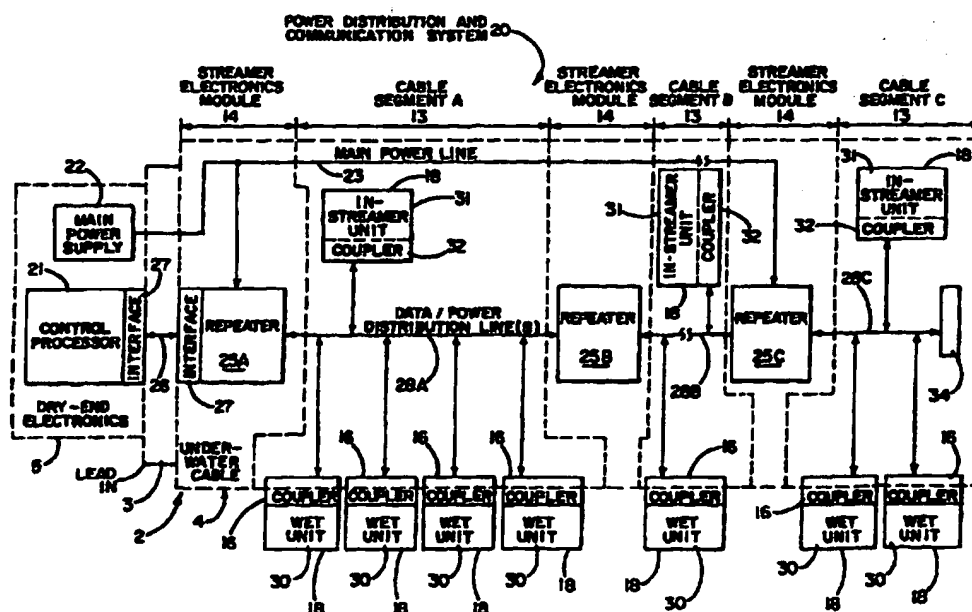 POWER DISTRIBUTION AND
COMMUNICATION SYSTEM 20
STREAMER
ELECTRONICS
MODULE
14
CABLE
SEGMENT A
13
STREAMER
ELECTRONICS
MODULE
14
CABLE
SEGMENT B
13
STREAMER
ELECTRONICS
MODULE
14
CABLE
SEGMENT C
13
22
MAIN POWER LINE
23
18
31
IN-
STREAMER
UNIT
COUPLER
32
31
IN-STREAMER
UNIT
COUPLER
32
18
31
18
IN-
STREAMER
UNIT
COUPLER
32
MAIN
POWER
SUPPLY
21
27
CONTROL
PROCESSOR
INTERFACE
26
INTERFACE
REPEATER
25A
27
DATA / POWER
DISTRIBUTION LINE(S)
28A
REPEATER
25B
28B
REPEATER
25C
28C
34
DRY-END
ELECTRONICS
5
LEAD
IN
3
UNDER-
WATER
CABLE
2
4
16
16
16
16
16
16
16
COUPLER
WET
UNIT
COUPLER
WET
UNIT
COUPLER
WET
UNIT
COUPLER
WET
UNIT
COUPLER
WET
UNIT
COUPLER
WET
UNIT
COUPLER
WET
UNIT
30
18
30
18
30
18
30
18
18
30
30
18
30
18